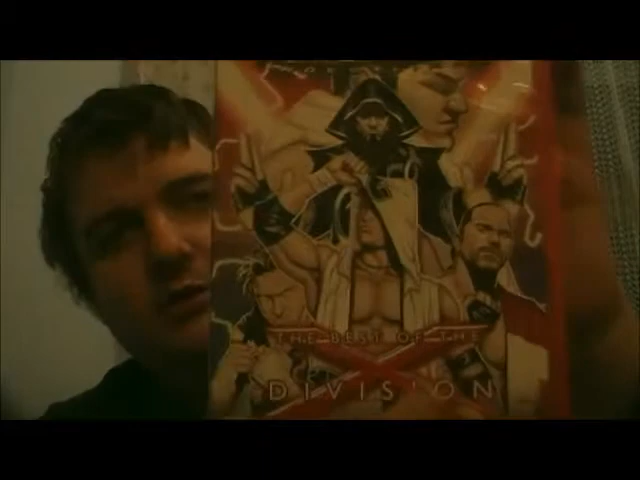 THE BEST OF THE
X
DIVISION